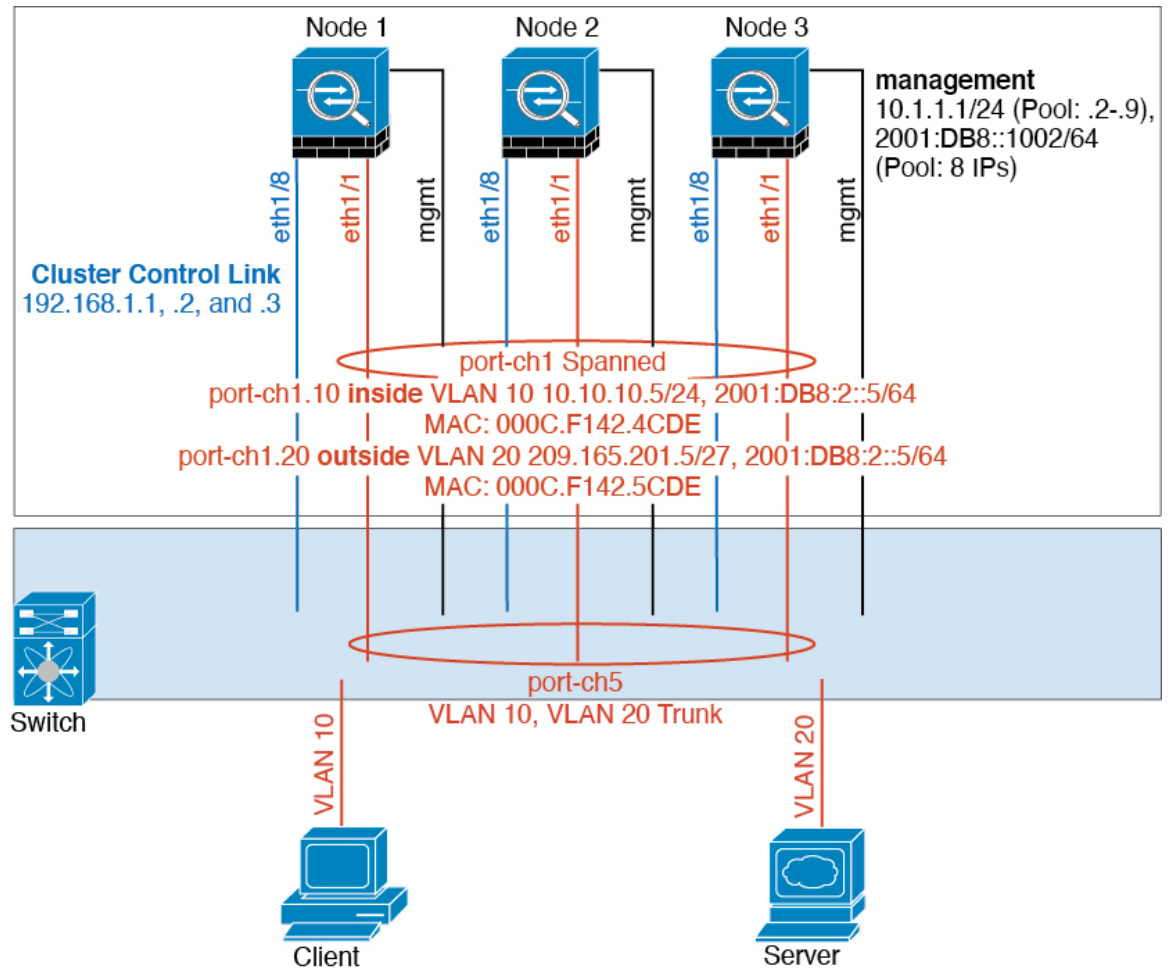 Node 1
Node 2
Node 3
management
10.1.1.1/24 (Pool: .2-.9),
2001:DB8::1002/64
(Pool: 8 IPs)
eth1/8
eth1/1
mgmt
eth1/8
eth1/1
mgmt
eth1/8
eth1/1
mgmt
Cluster Control Link
192.168.1.1, .2, and .3
port-ch1 Spanned
port-ch1.10 inside VLAN 10 10.10.10.5/24, 2001:DB8:2::5/64
MAC: 000C.F142.4CDE
port-ch1.20 outside VLAN 20 209.165.201.5/27, 2001:DB8:2::5/64
MAC: 000C.F142.5CDE
Switch
port-ch5
VLAN 10, VLAN 20 Trunk
VLAN 10
VLAN 20
Client
Server